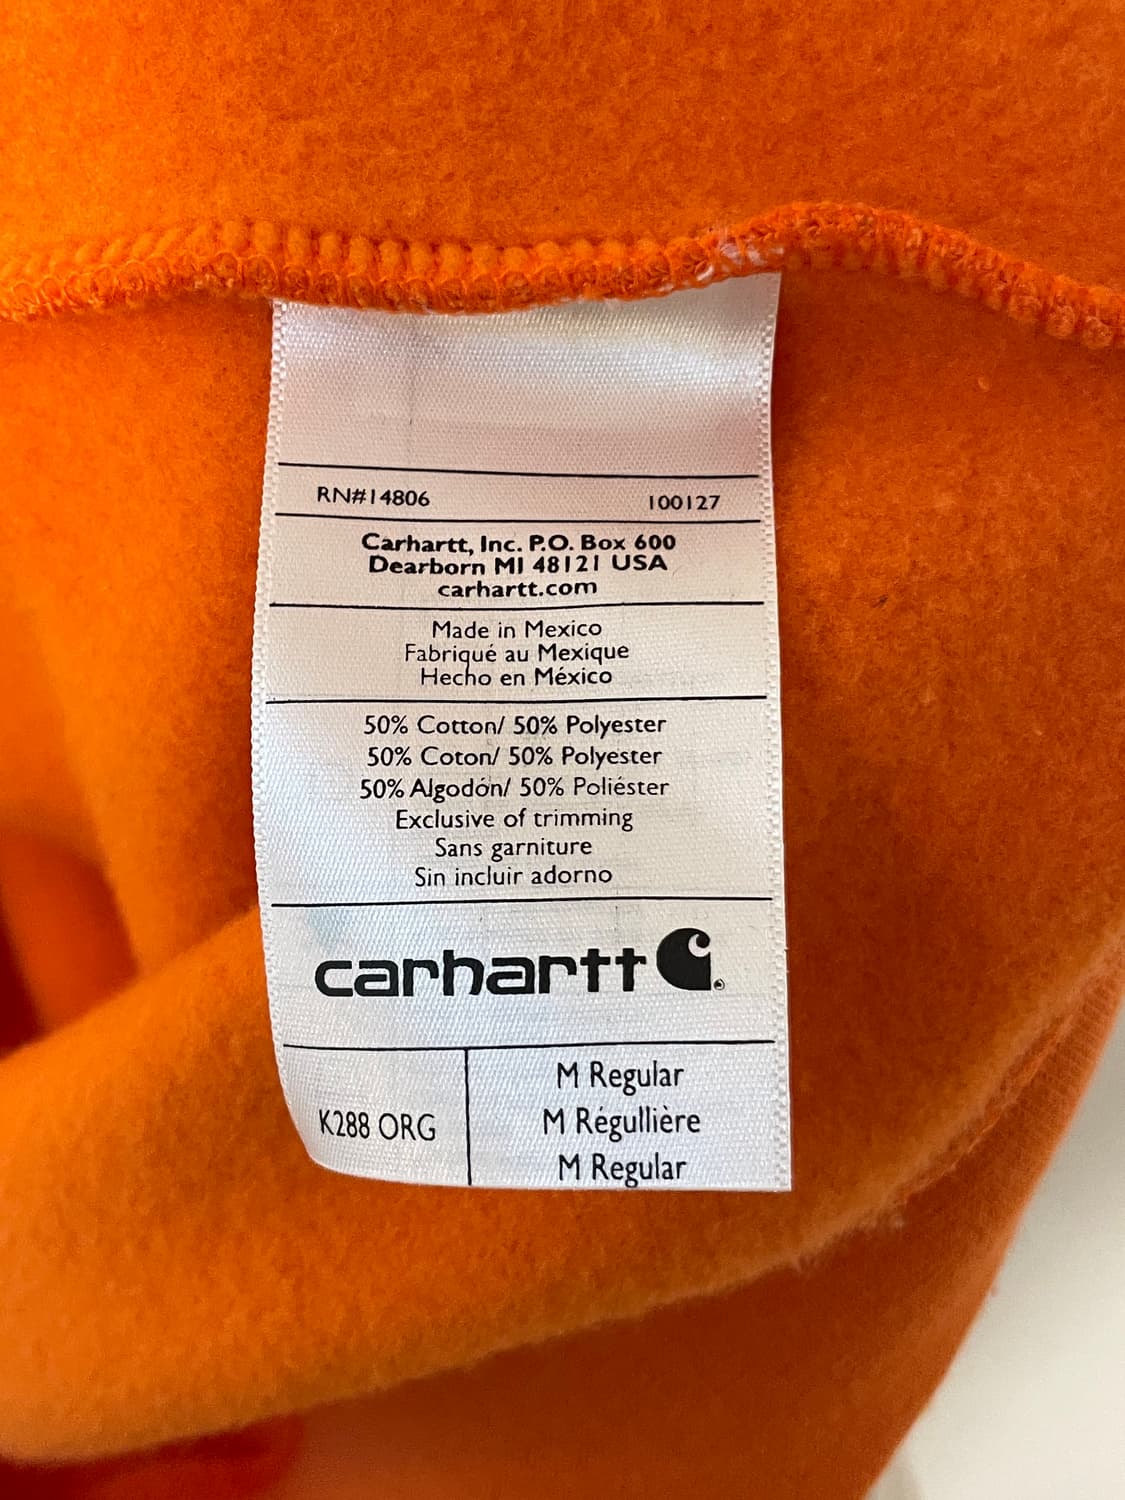 RN#14806 100127
Carhartt, Inc. P.O. Box 600
Dearborn MI 48121 USA
carhartt.com
Made in Mexico
Fabriqué au Mexique
Hecho en México
50% Cotton/ 50% Polyester
50% Coton/ 50% Polyester
50% Algodón/ 50% Poliéster
Exclusive of trimming
Sans garniture
Sin incluir adorno
carhartt
K288 ORG
M Regular
M Régullière
M Regular